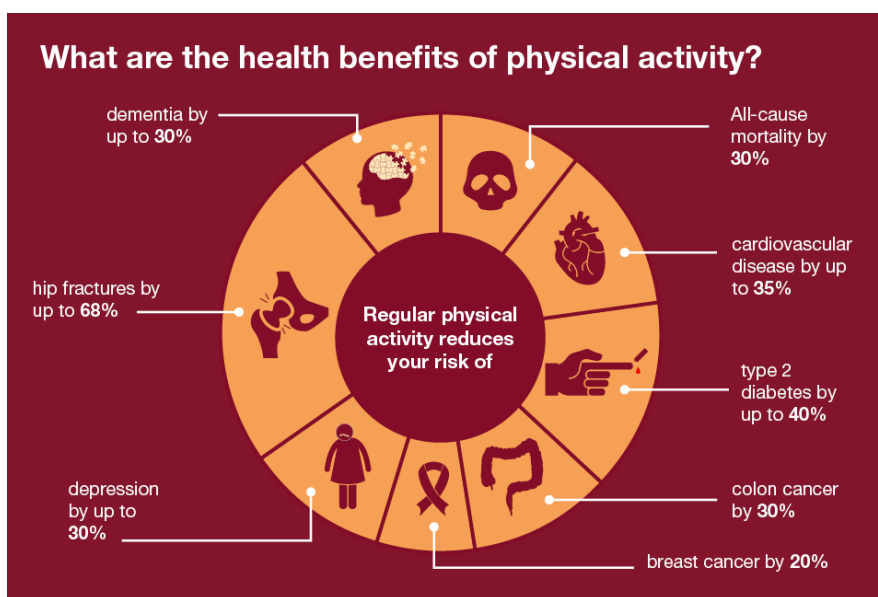 What are the health benefits of physical activity?
dementia by
up to 30%
All-cause
mortality by
30%
cardiovascular
disease by up
to 35%
hip fractures by
up to 68%
Regular physical
activity reduces
your risk of
type 2
diabetes by
up to 40%
depression
by up to
30%
colon cancer
by 30%
breast cancer by 20%